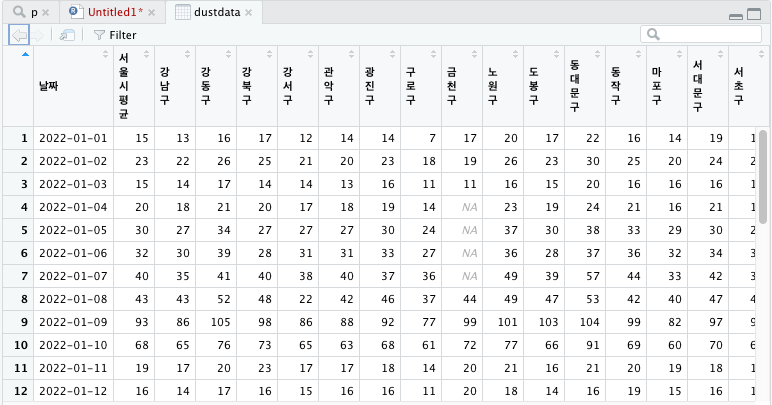 p Untitled1* dustdata
Filter
날짜 서울시평균 강남구 강동구 강북구 강서구 관악구 광진구 구로구 금천구 노원구 도봉구 동대문구 동작구 마포구 서대문구 서초구
1 2022-01-01 15 13 16 17 12 14 14 7 17 20 17 22 16 14 19
2 2022-01-02 23 22 26 25 21 20 23 18 19 26 23 30 25 20 24
3 2022-01-03 15 14 17 14 14 13 16 11 11 16 15 20 16 16 16
4 2022-01-04 20 18 21 20 17 18 19 14 NA 23 19 24 21 16 21
5 2022-01-05 30 27 34 27 27 27 30 24 NA 37 30 38 33 29 30
6 2022-01-06 32 30 39 28 31 31 33 27 NA 36 28 37 36 32 34
7 2022-01-07 40 35 41 40 38 40 37 36 NA 49 39 57 44 33 42
8 2022-01-08 43 43 52 48 22 42 46 37 44 49 47 53 42 40 47
9 2022-01-09 93 86 105 98 86 88 92 77 99 101 103 104 99 82 97
10 2022-01-10 68 65 76 73 65 63 68 61 72 77 66 91 69 60 70
11 2022-01-11 19 17 20 23 17 17 18 14 20 21 16 21 20 19 18
12 2022-01-12 16 14 17 16 15 16 16 11 20 18 14 16 19 15 16